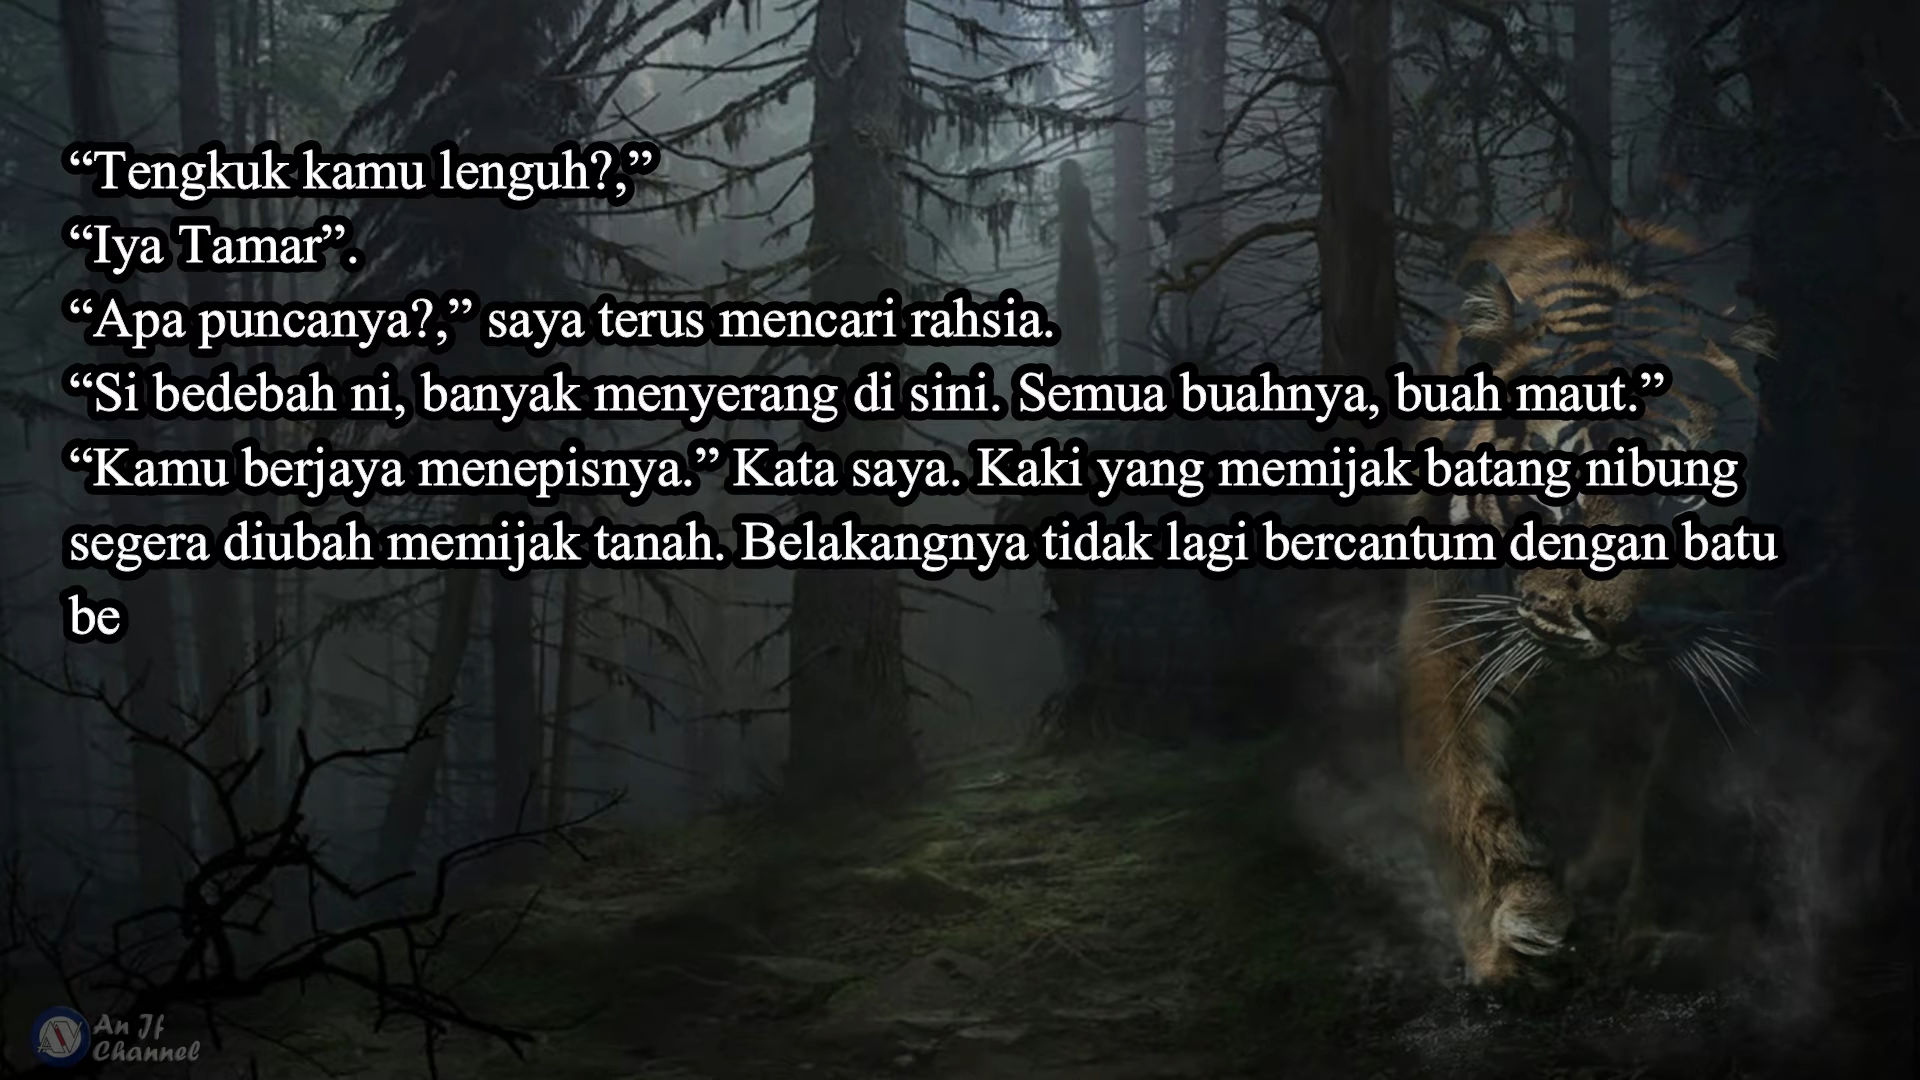 “Tengkuk kamu lenguh?,”
“Iya Tamar”.
“Apa puncanya?,” saya terus mencari rahsia.
“Si bedebah ni, banyak menyerang di sini. Semua buahnya, buah maut.”
“Kamu berjaya menepisnya.” Kata saya. Kaki yang memijak batang nibung
segera diubah memijak tanah. Belakangnya tidak lagi bercantum dengan batu
be
An Jf
Channel